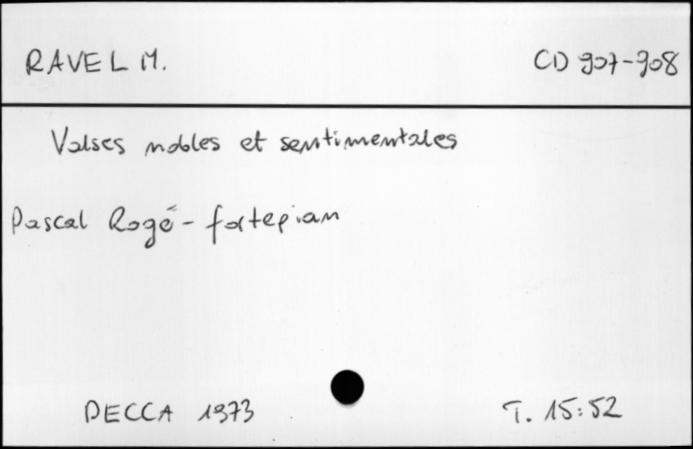 RAVEL M.
CD 907-908
Valses nobles et sentimentales
Pascal Rogé - fortepian
DECCA 1973
T. 15:52